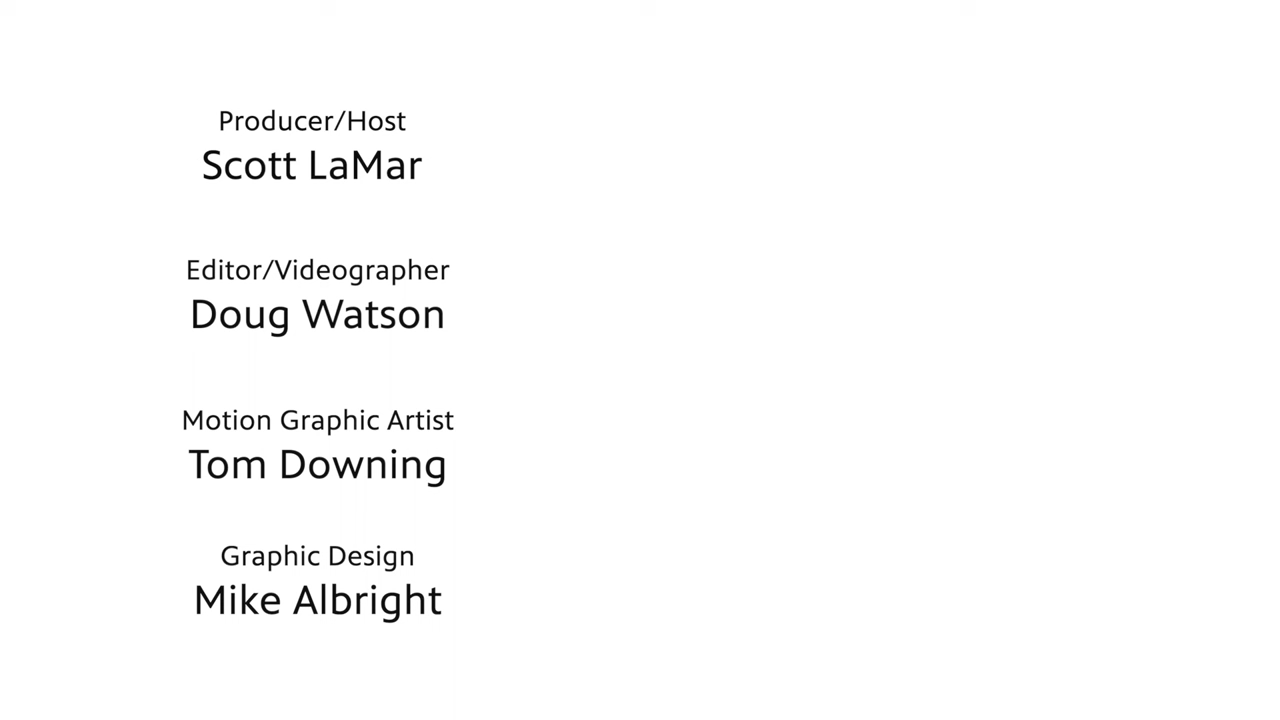 Producer/Host
Scott LaMar
Editor/Videographer
Doug Watson
Motion Graphic Artist
Tom Downing
Graphic Design
Mike Albright